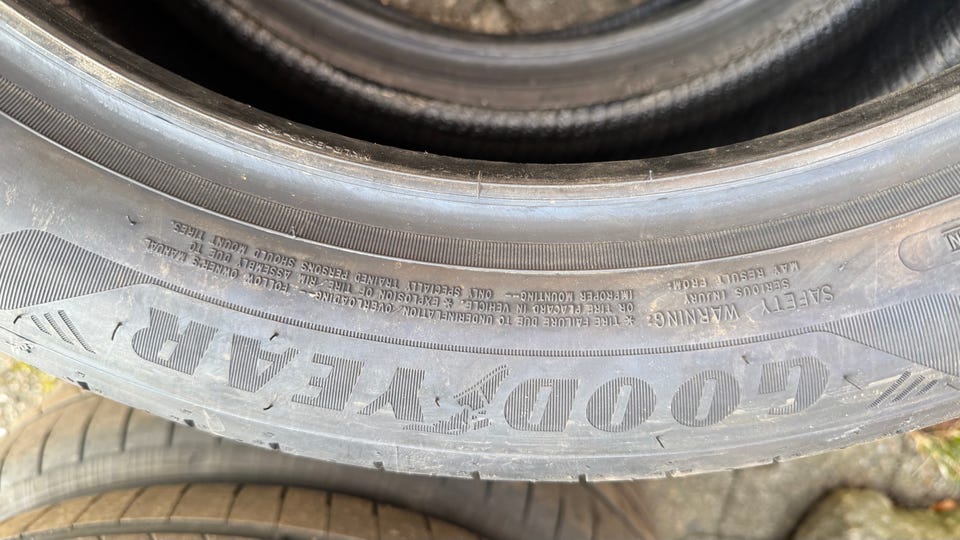 GOODYEAR
SAFETY WARNING:
SERIOUS INJURY
MAY RESULT FROM:
* TIRE FAILURE DUE TO UNDERINFLATION, OVERLOADING-- FOLLOW OWNER'S MANUAL
OR TIRE PLACARD IN VEHICLE. * EXPLOSION OF TIRE/RIM ASSEMBLY DUE TO
IMPROPER MOUNTING-- ONLY SPECIALLY TRAINED PERSONS SHOULD MOUNT TIRES.